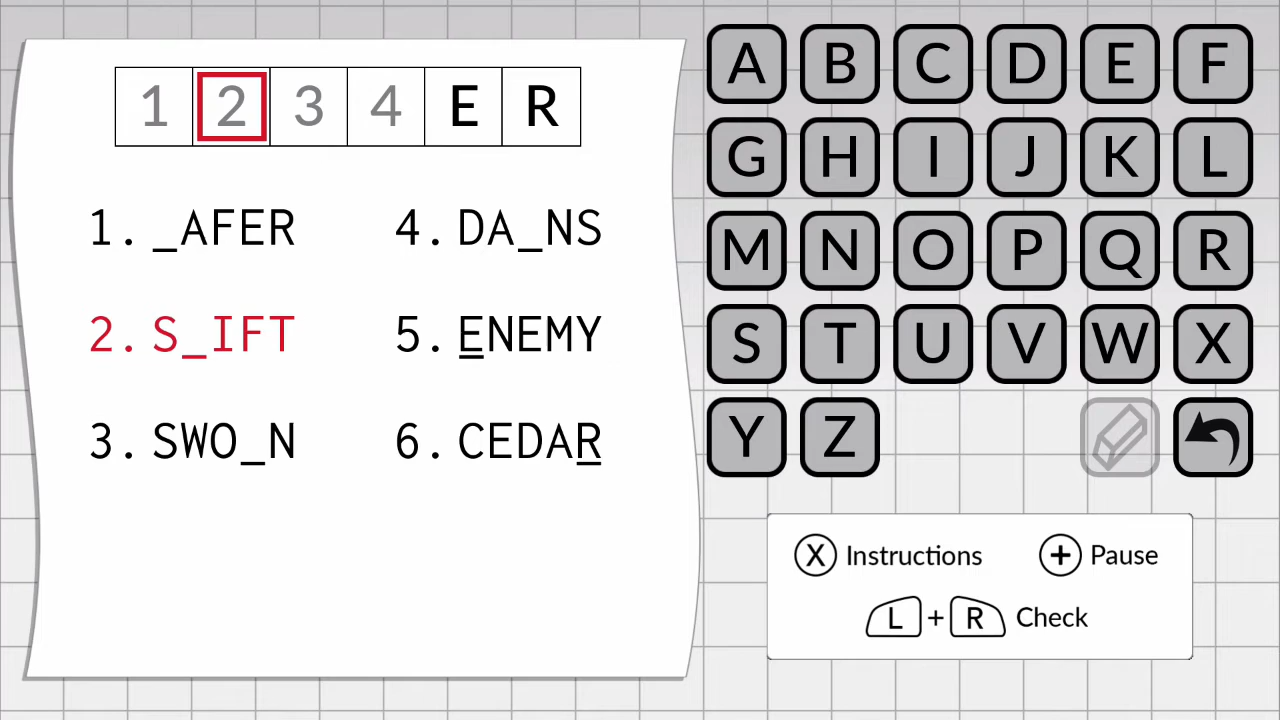 1 2 3 4 E R
1. _AFER
4. DA_NS
2. S_IFT
5. ENEMY
3. SWO_N
6. CEDAR
A B C D E F
G H I J K L
M N O P Q R
S T U V W X
Y Z
X Instructions + Pause
L + R Check